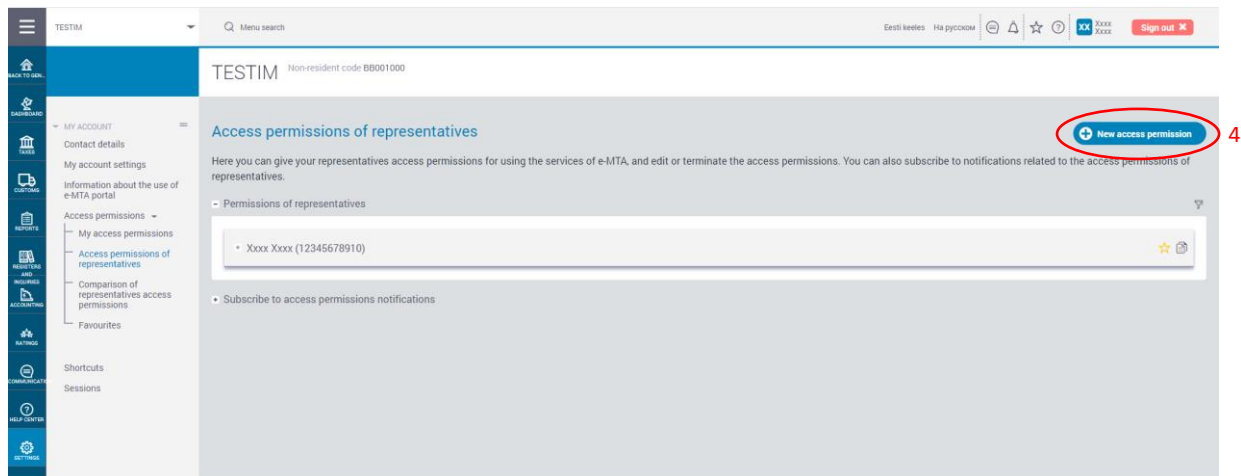 TESTIM
Menu search
Eesti keeles На русском
XX Xxxx
Xxxx
Sign out ✖
BACK TO GEN...
TESTIM Non-resident code BB001000
DASHBOARD
TAXES
CUSTOMS
REPORTS
REGISTERS
AND
INQUIRIES
ACCOUNTING
RATINGS
COMMUNICATI
HELP CENTER
SETTINGS
MY ACCOUNT
Contact details
My account settings
Information about the use of
e-MTA portal
Access permissions
My access permissions
Access permissions of
representatives
Comparison of
representatives access
permissions
Favourites
Shortcuts
Sessions
Access permissions of representatives
New access permission
4
Here you can give your representatives access permissions for using the services of e-MTA, and edit or terminate the access permissions. You can also subscribe to notifications related to the access permissions of
representatives.
Permissions of representatives
Xxxx Xxxx (12345678910)
Subscribe to access permissions notifications